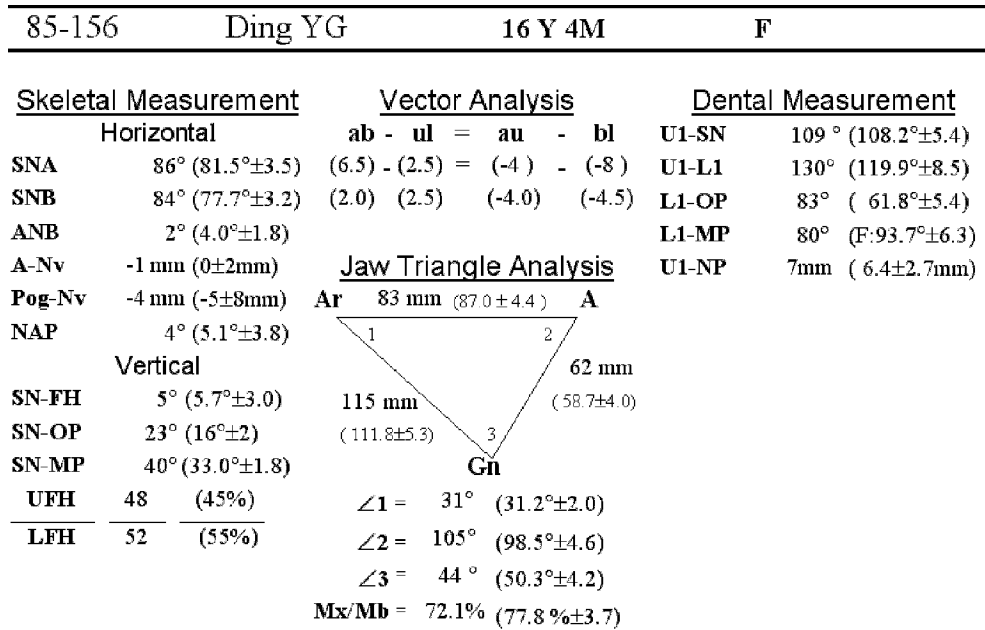 85-156 Ding YG 16 Y 4M F
Skeletal Measurement
Horizontal
SNA 86° (81.5°±3.5)
SNB 84° (77.7°±3.2)
ANB 2° (4.0°±1.8)
A-Nv -1 mm (0±2mm)
Pog-Nv -4 mm (-5±8mm)
NAP 4° (5.1°±3.8)
Vertical
SN-FH 5° (5.7°±3.0)
SN-OP 23° (16°±2)
SN-MP 40° (33.0°±1.8)
UFH 48 (45%)
LFH 52 (55%)
Vector Analysis
ab - ul = au - bl
(6.5) - (2.5) = (-4 ) - (-8 )
(2.0) (2.5) (-4.0) (-4.5)
Jaw Triangle Analysis
Ar 83 mm (87.0 ± 4.4 ) A
1 2
62 mm
115 mm (58.7±4.0)
(111.8±5.3) 3
Gn
∠1 = 31° (31.2°±2.0)
∠2 = 105° (98.5°±4.6)
∠3 = 44 ° (50.3°±4.2)
Mx/Mb = 72.1% (77.8 %±3.7)
Dental Measurement
U1-SN 109 ° (108.2°±5.4)
U1-L1 130° (119.9°±8.5)
L1-OP 83° ( 61.8°±5.4)
L1-MP 80° (F:93.7°±6.3)
U1-NP 7mm ( 6.4±2.7mm)